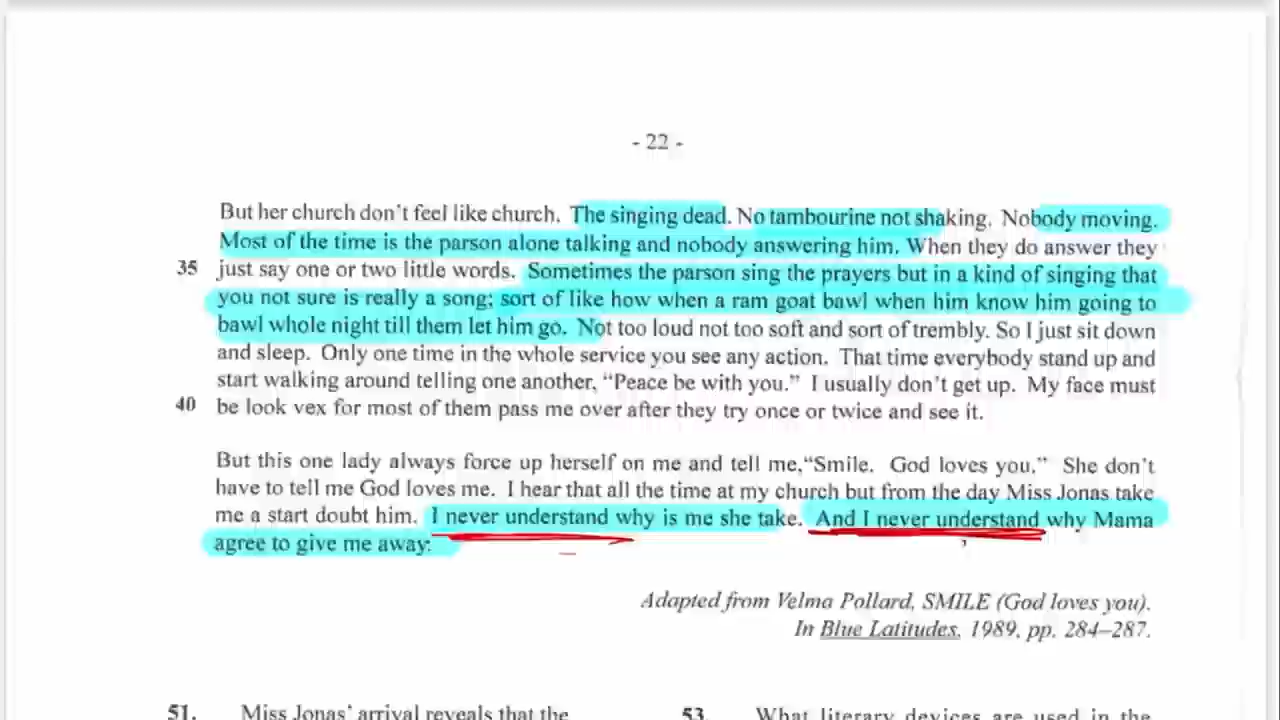 - 22 -
But her church don't feel like church. The singing dead. No tambourine not shaking. Nobody moving.
Most of the time is the parson alone talking and nobody answering him. When they do answer they
35 just say one or two little words. Sometimes the parson sing the prayers but in a kind of singing that
you not sure is really a song; sort of like how when a ram goat bawl when him know him going to
bawl whole night till them let him go. Not too loud not too soft and sort of trembly. So I just sit down
and sleep. Only one time in the whole service you see any action. That time everybody stand up and
start walking around telling one another, “Peace be with you.” I usually don't get up. My face must
40 be look vex for most of them pass me over after they try once or twice and see it.
But this one lady always force up herself on me and tell me,“Smile. God loves you.” She don't
have to tell me God loves me. I hear that all the time at my church but from the day Miss Jonas take
me a start doubt him. I never understand why is me she take. And I never understand why Mama
agree to give me away.
Adapted from Velma Pollard, SMILE (God loves you).
In Blue Latitudes, 1989, pp. 284–287.
51. Miss Jonas' arrival reveals that the
53. What literary devices are used in the